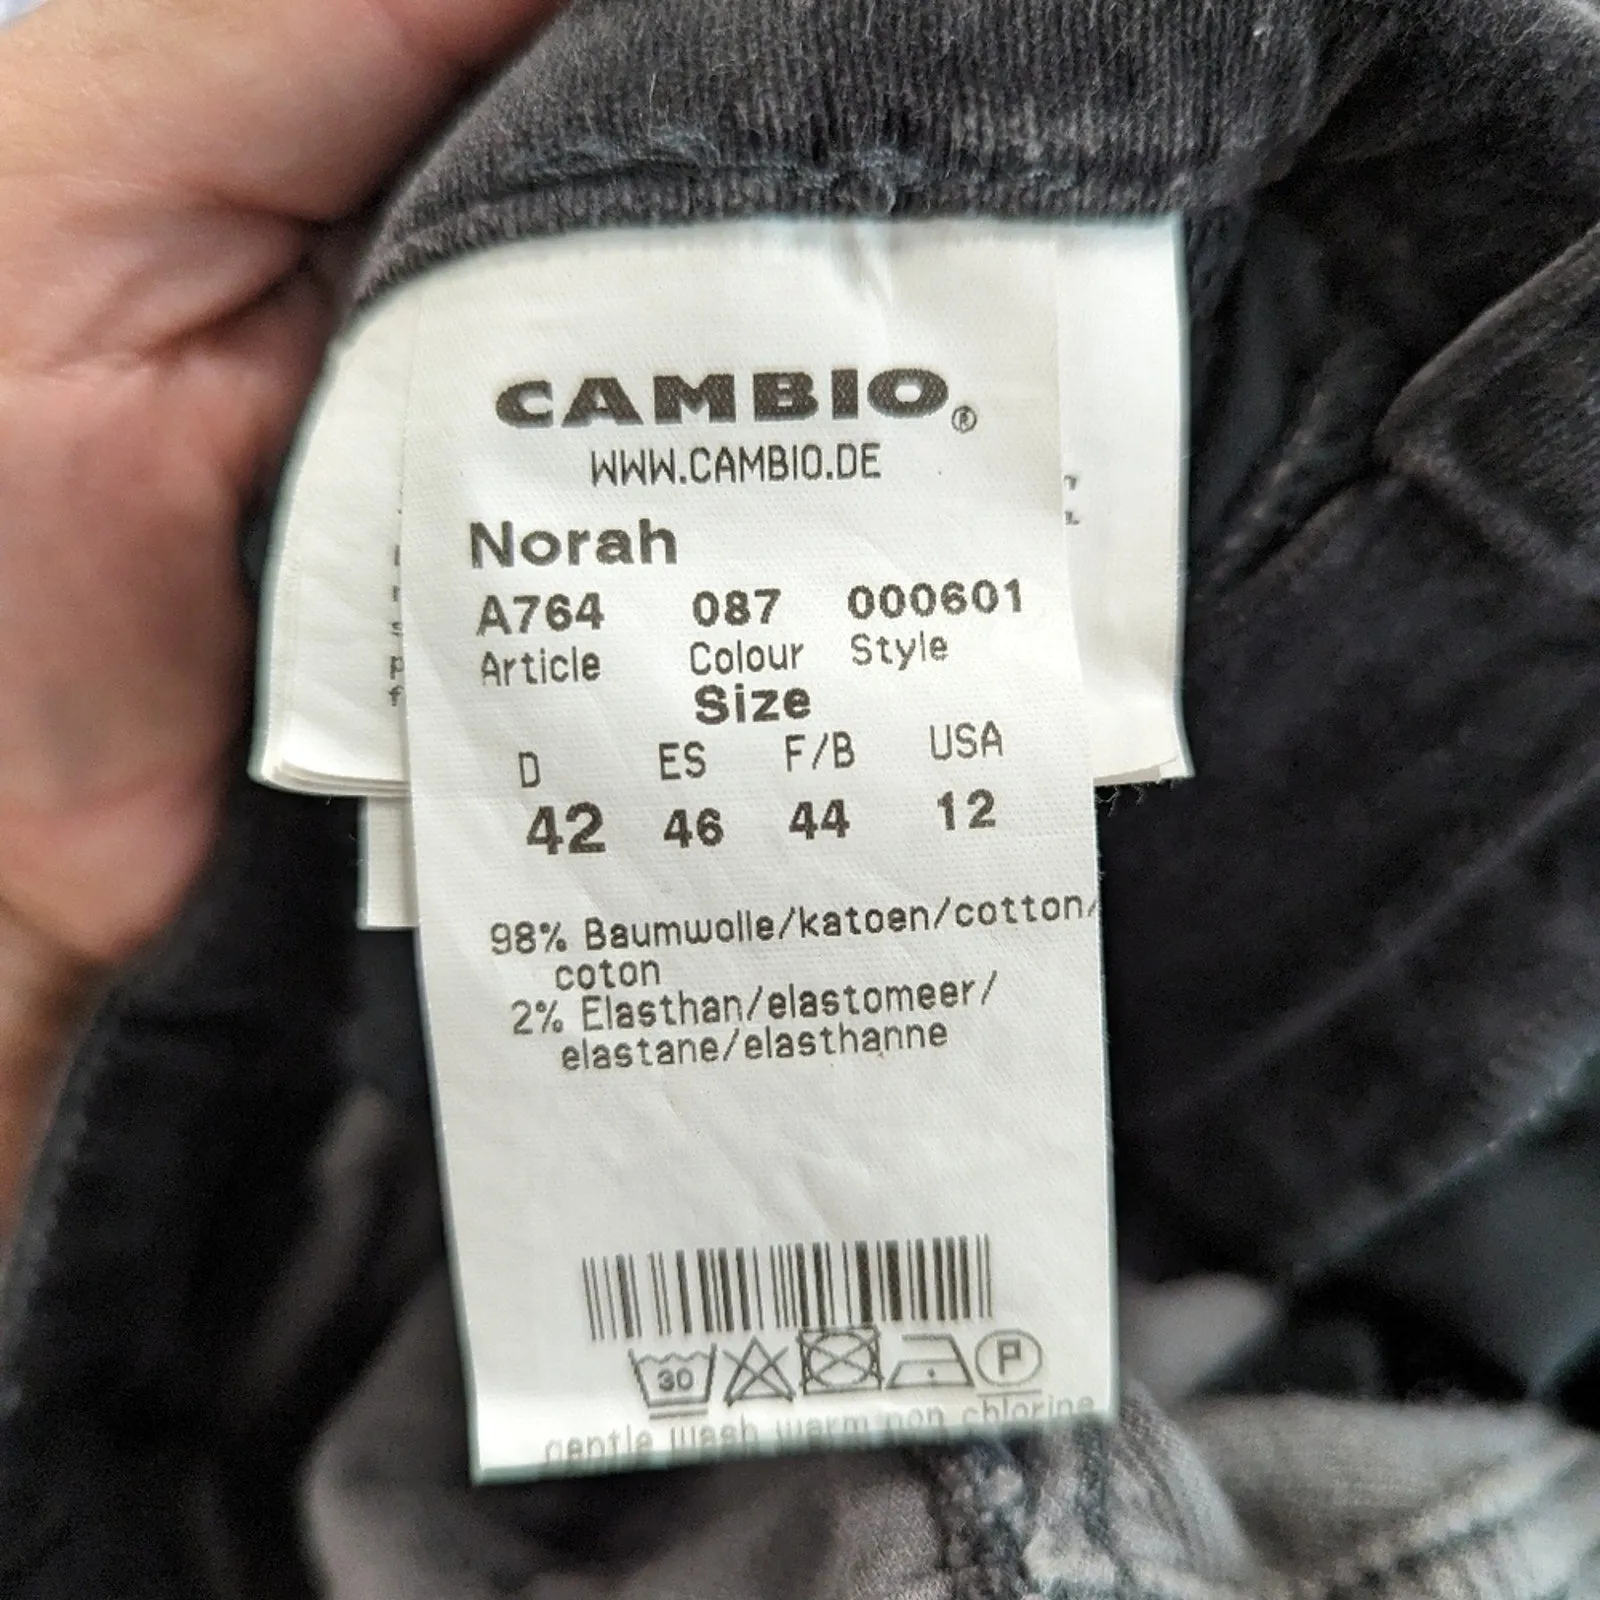 CAMBIO®
WWW.CAMBIO.DE
Norah
A764 087 000601
Article Colour Style
Size
D ES F/B USA
42 46 44 12
98% Baumwolle/katoen/cotton/
coton
2% Elasthan/elastomeer/
elastane/elasthanne
30 P
gentle wash warm non chlorine